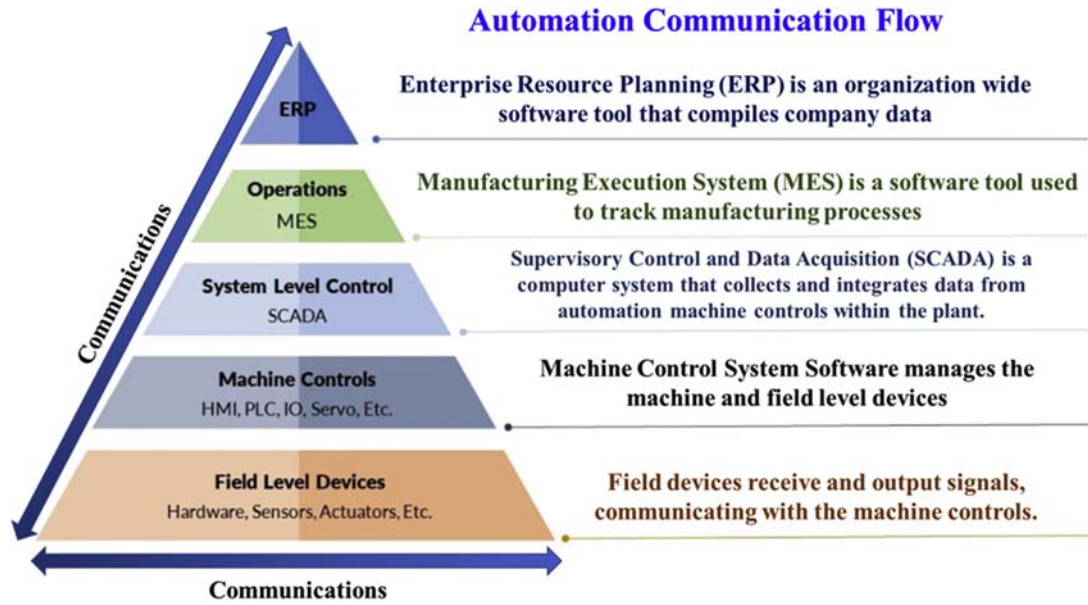 Automation Communication Flow
ERP
Enterprise Resource Planning (ERP) is an organization wide
software tool that compiles company data
Operations
MES
Manufacturing Execution System (MES) is a software tool used
to track manufacturing processes
System Level Control
SCADA
Supervisory Control and Data Acquisition (SCADA) is a
computer system that collects and integrates data from
automation machine controls within the plant.
Machine Controls
HMI, PLC, IO, Servo, Etc.
Machine Control System Software manages the
machine and field level devices
Field Level Devices
Hardware, Sensors, Actuators, Etc.
Field devices receive and output signals,
communicating with the machine controls.
Communications
Communications